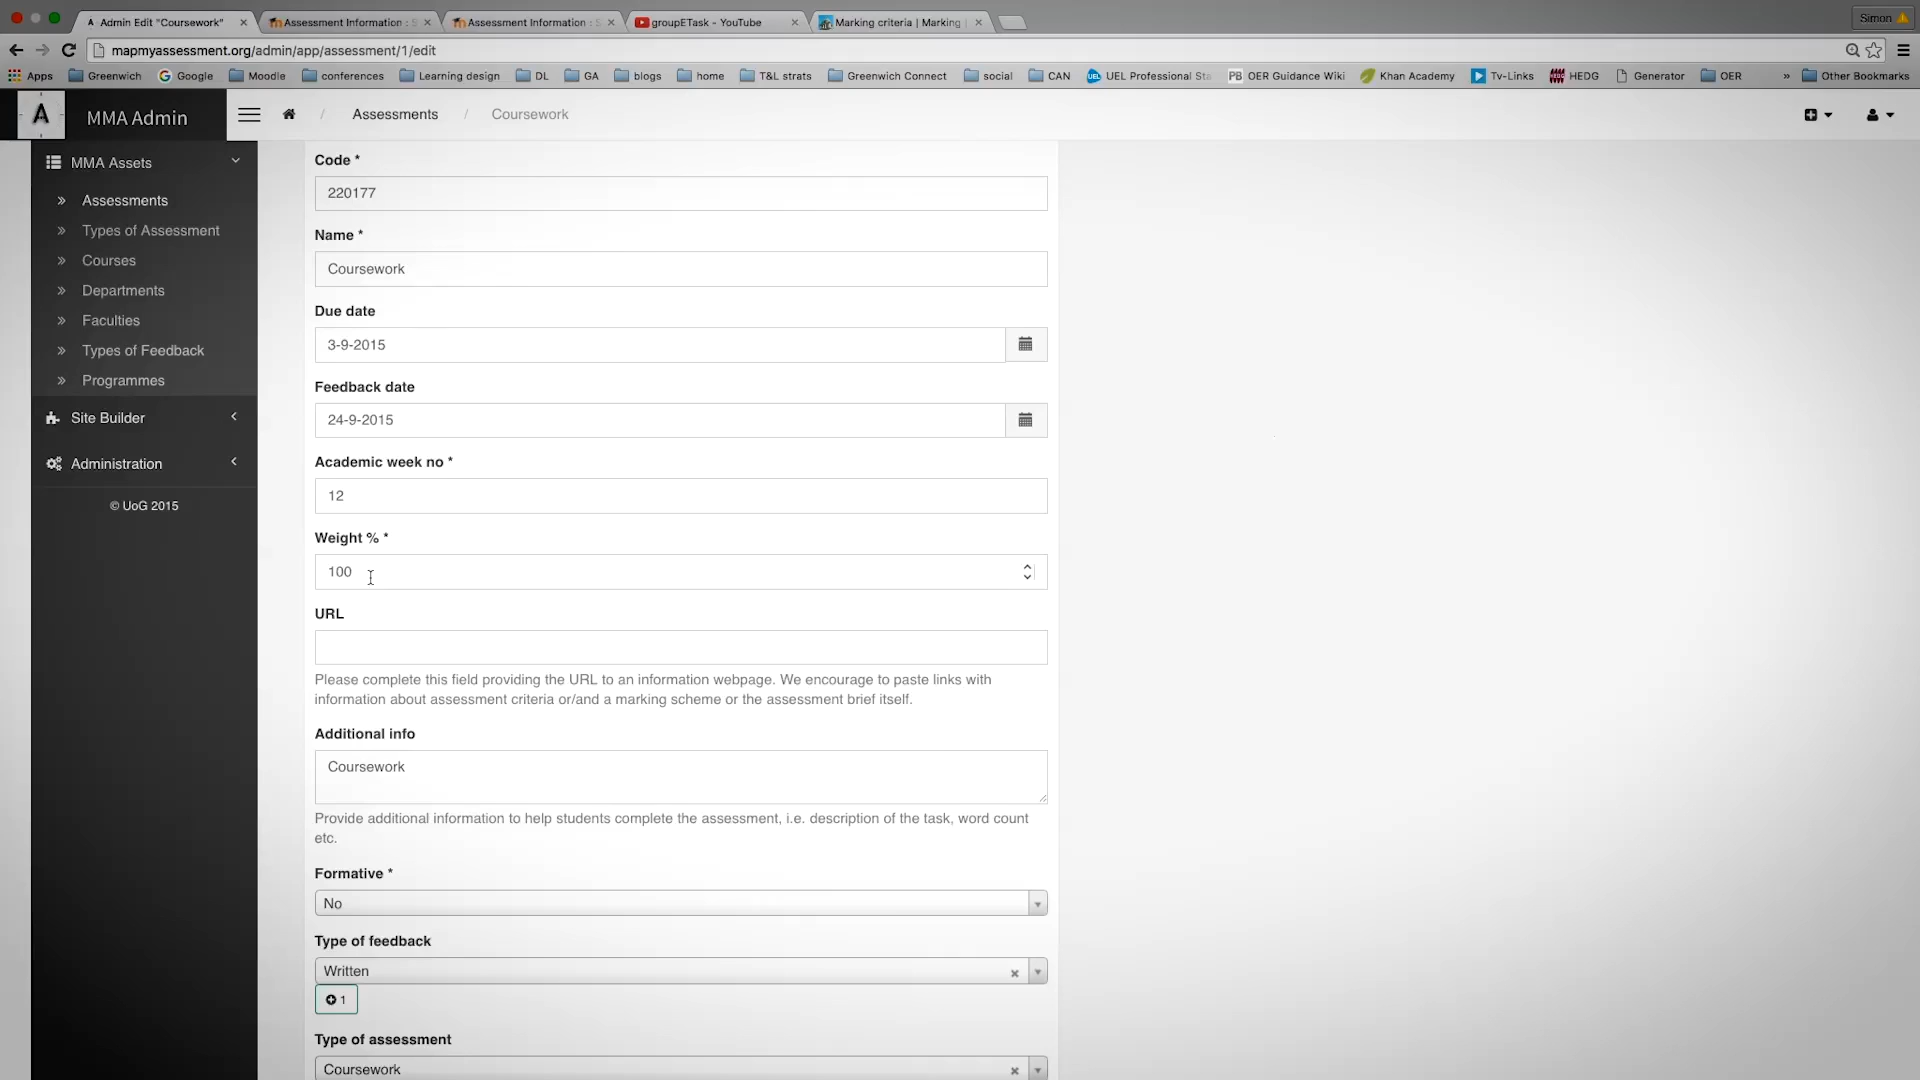 Admin Edit "Coursework"
Assessment Information : S
Assessment Information : S
groupETask - YouTube
Marking criteria | Marking
Simon
mapmyassessment.org/admin/app/assessment/1/edit
Apps
Greenwich
Google
Moodle
conferences
Learning design
DL
GA
blogs
home
T&L strats
Greenwich Connect
social
CAN
UEL Professional Sta
OER Guidance Wiki
Khan Academy
Tv-Links
HEDG
Generator
OER
»
Other Bookmarks
A
MMA Admin
/ Assessments / Coursework
MMA Assets
Assessments
Types of Assessment
Courses
Departments
Faculties
Types of Feedback
Programmes
Site Builder
Administration
© UoG 2015
Code *
220177
Name *
Coursework
Due date
3-9-2015
Feedback date
24-9-2015
Academic week no *
12
Weight % *
100
URL
Please complete this field providing the URL to an information webpage. We encourage to paste links with
information about assessment criteria or/and a marking scheme or the assessment brief itself.
Additional info
Coursework
Provide additional information to help students complete the assessment, i.e. description of the task, word count
etc.
Formative *
No
Type of feedback
Written
1
Type of assessment
Coursework